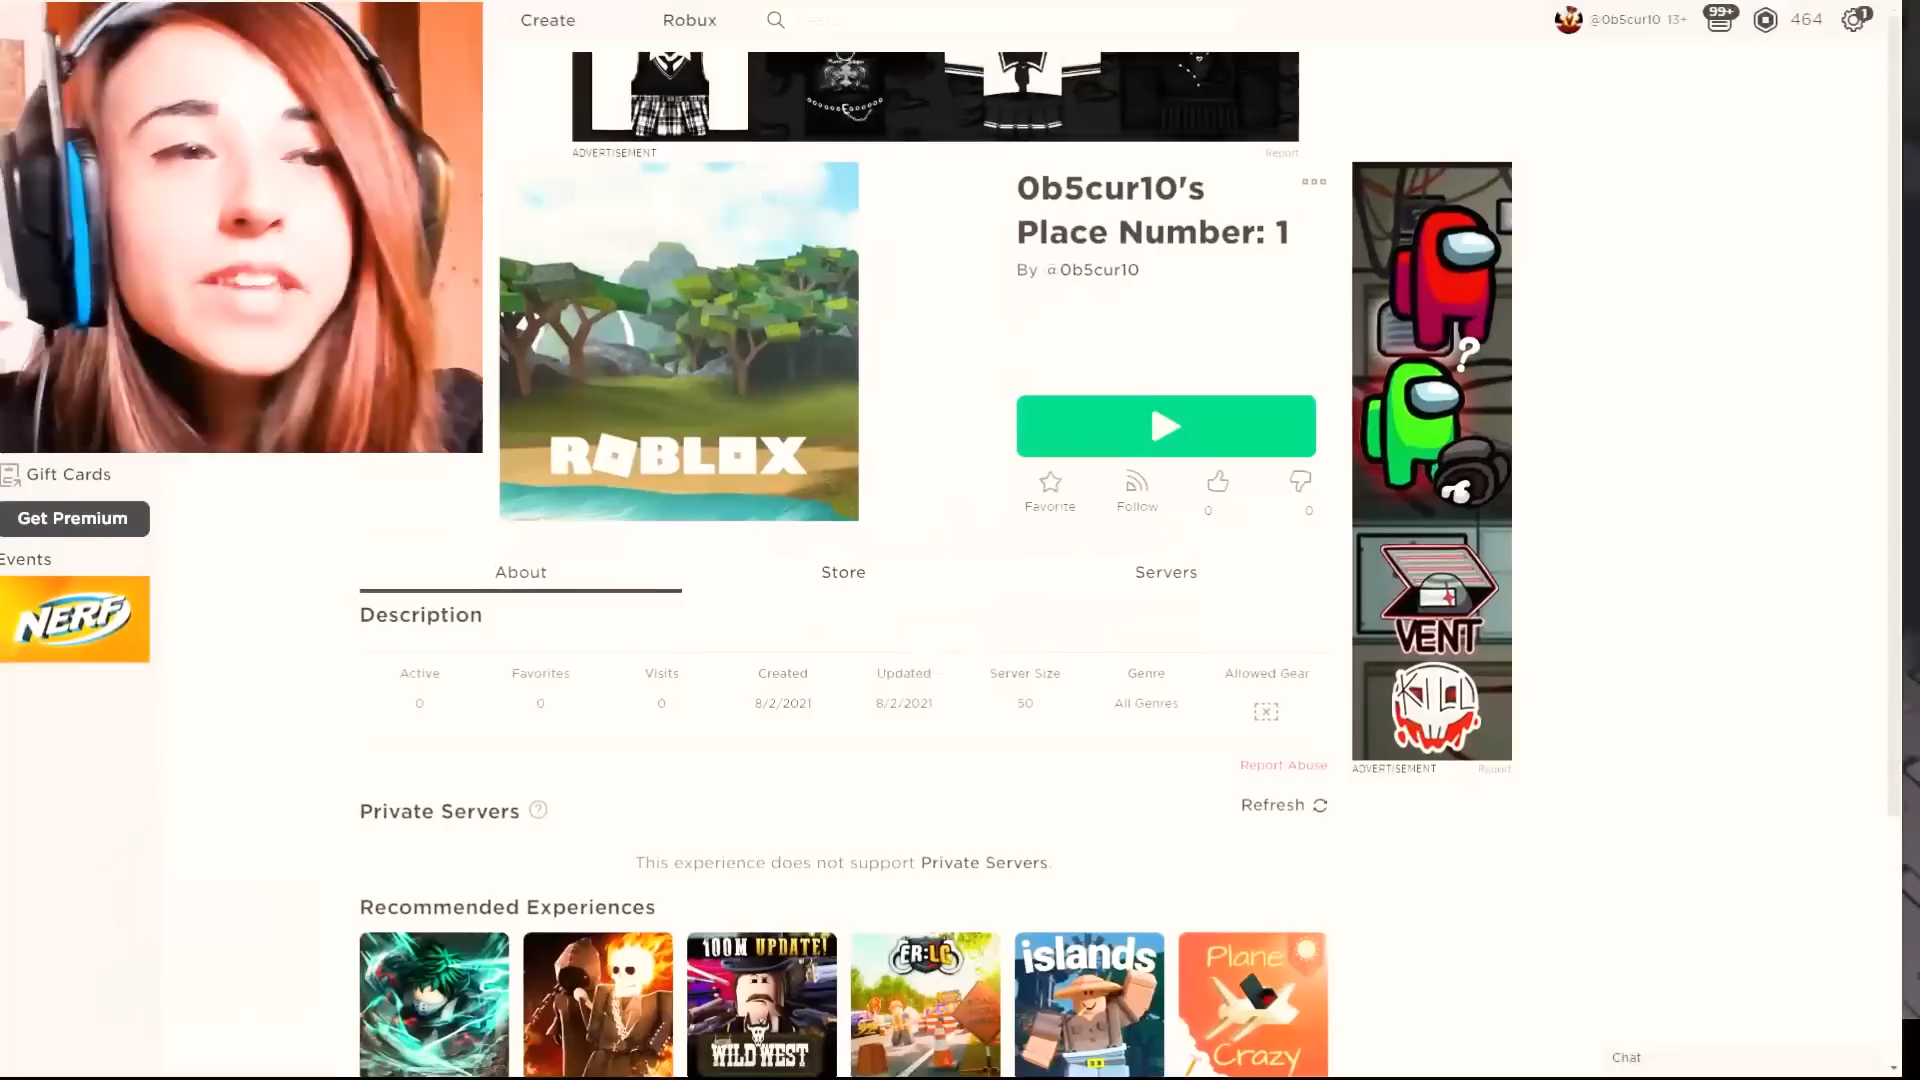 Create
Robux
@0b5cur10 13+
99+
464
1
ADVERTISEMENT
Report
0b5cur10's
Place Number: 1
By @0b5cur10
ROBLOX
Favorite
Follow
0
0
Gift Cards
Get Premium
Events
NERF
About
Store
Servers
Description
Active
Favorites
Visits
Created
Updated
Server Size
Genre
Allowed Gear
0
0
0
8/2/2021
8/2/2021
50
All Genres
Report Abuse
?
VENT
KILL
ADVERTISEMENT
Report
Private Servers ?
Refresh
This experience does not support Private Servers.
Recommended Experiences
100M UPDATE!
WILD WEST
ER:LC
islands
Plane
Crazy
Chat